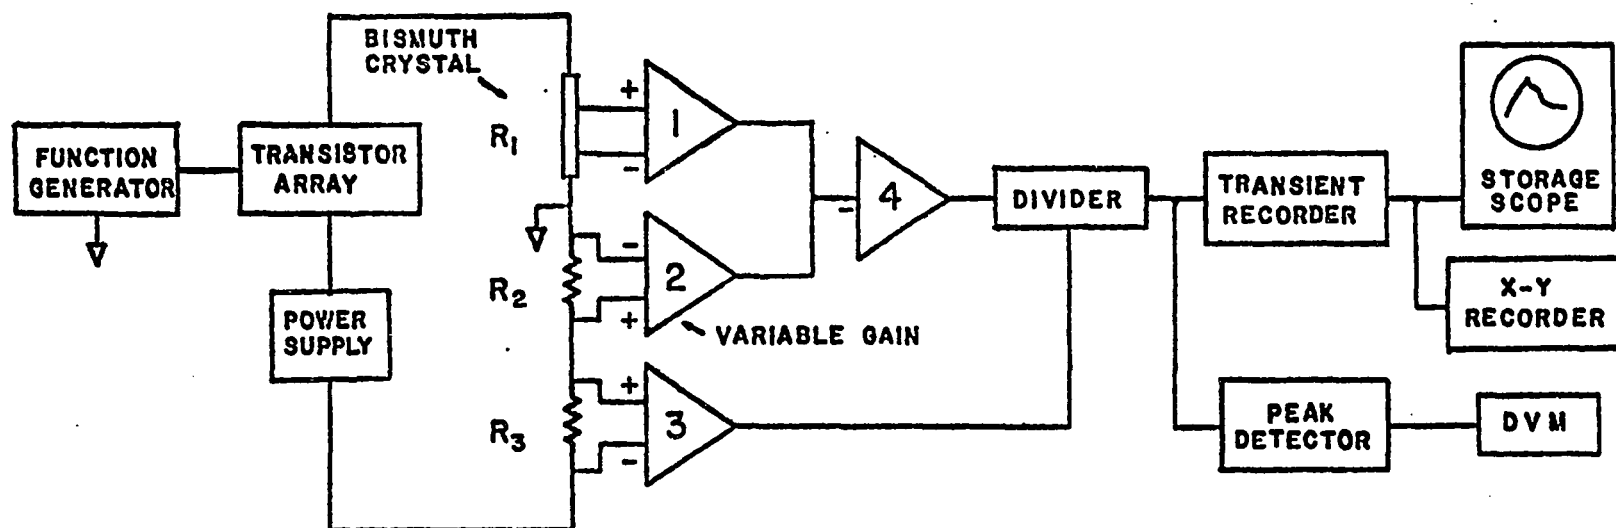 BISMUTH
CRYSTAL
FUNCTION
GENERATOR
TRANSISTOR
ARRAY
POWER
SUPPLY
R1
+
-
1
R2
-
+
2
VARIABLE GAIN
R3
+
-
3
-
4
DIVIDER
TRANSIENT
RECORDER
STORAGE
SCOPE
X-Y
RECORDER
PEAK
DETECTOR
DVM